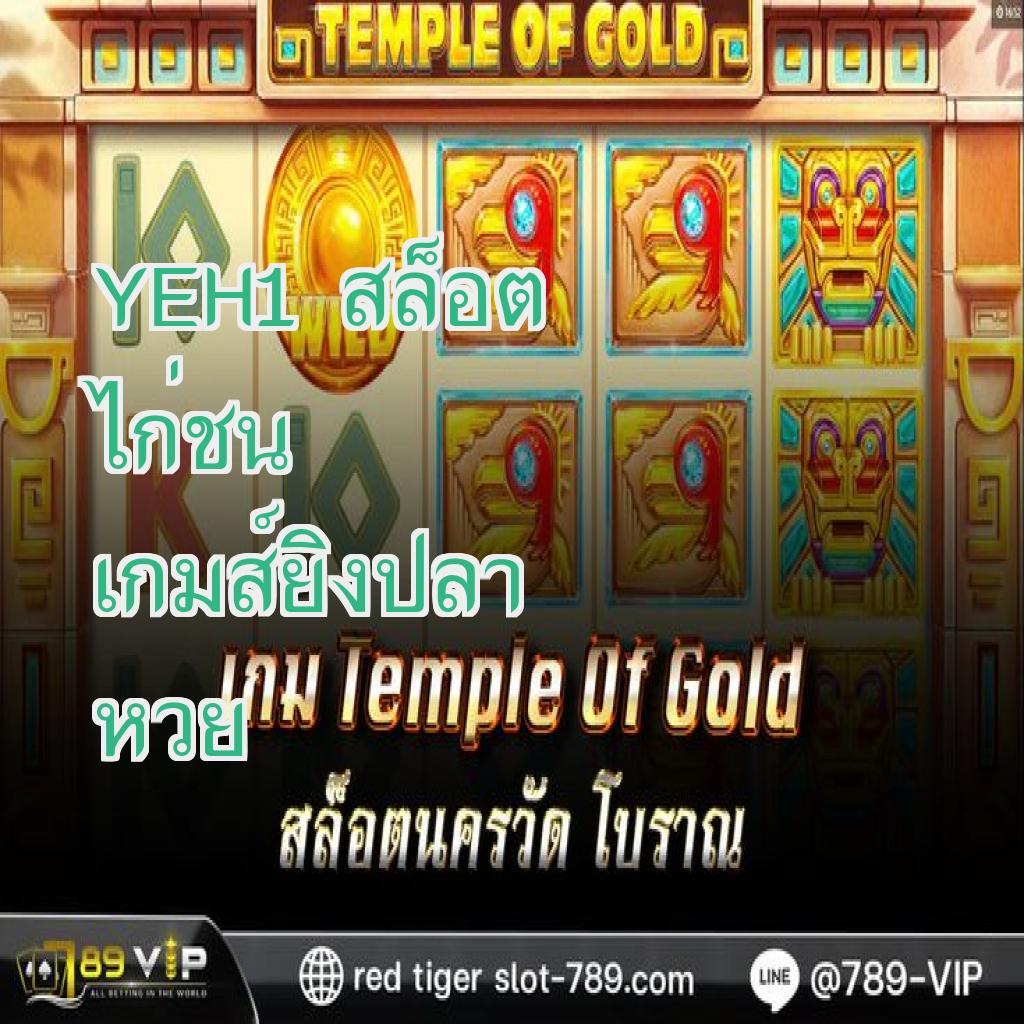 TEMPLE OF GOLD
WILD
YEH1 สล็อต
ไก่ชน
เกมส์ยิงปลา
หวย
เกม Temple Of Gold
สล็อตนครวัด โบราณ
789 VIP
ALL BETTING IN THE WORLD
red tiger slot-789.com
LINE @789-VIP